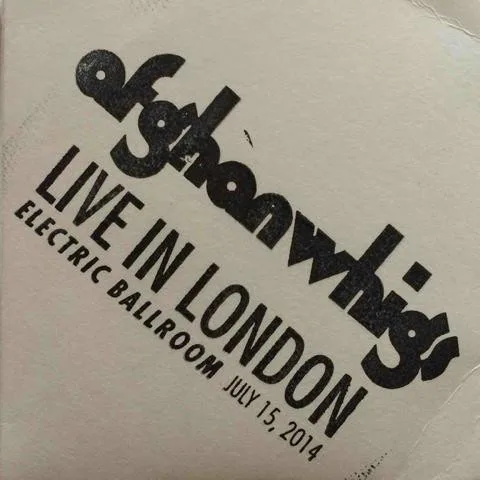 afghanwhigs
LIVE IN LONDON
ELECTRIC BALLROOM JULY 15, 2014